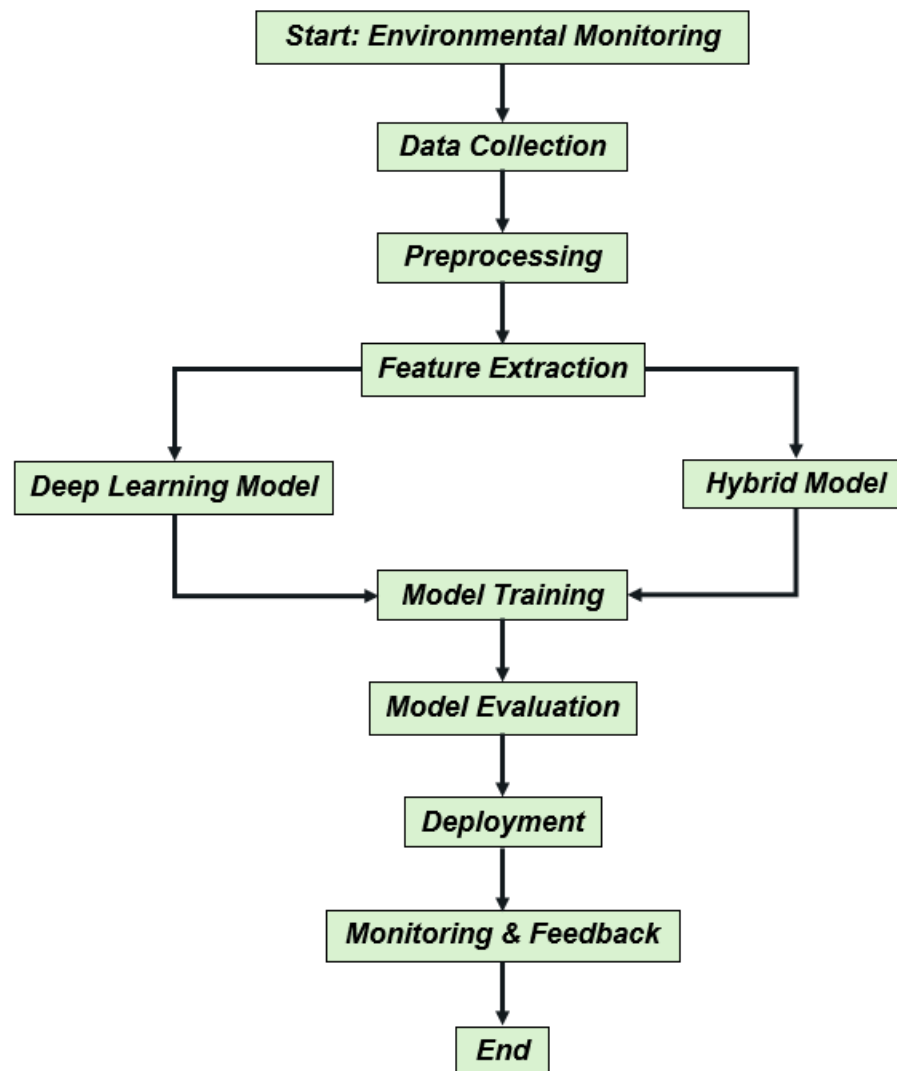 Start: Environmental Monitoring
Data Collection
Preprocessing
Feature Extraction
Deep Learning Model
Hybrid Model
Model Training
Model Evaluation
Deployment
Monitoring & Feedback
End